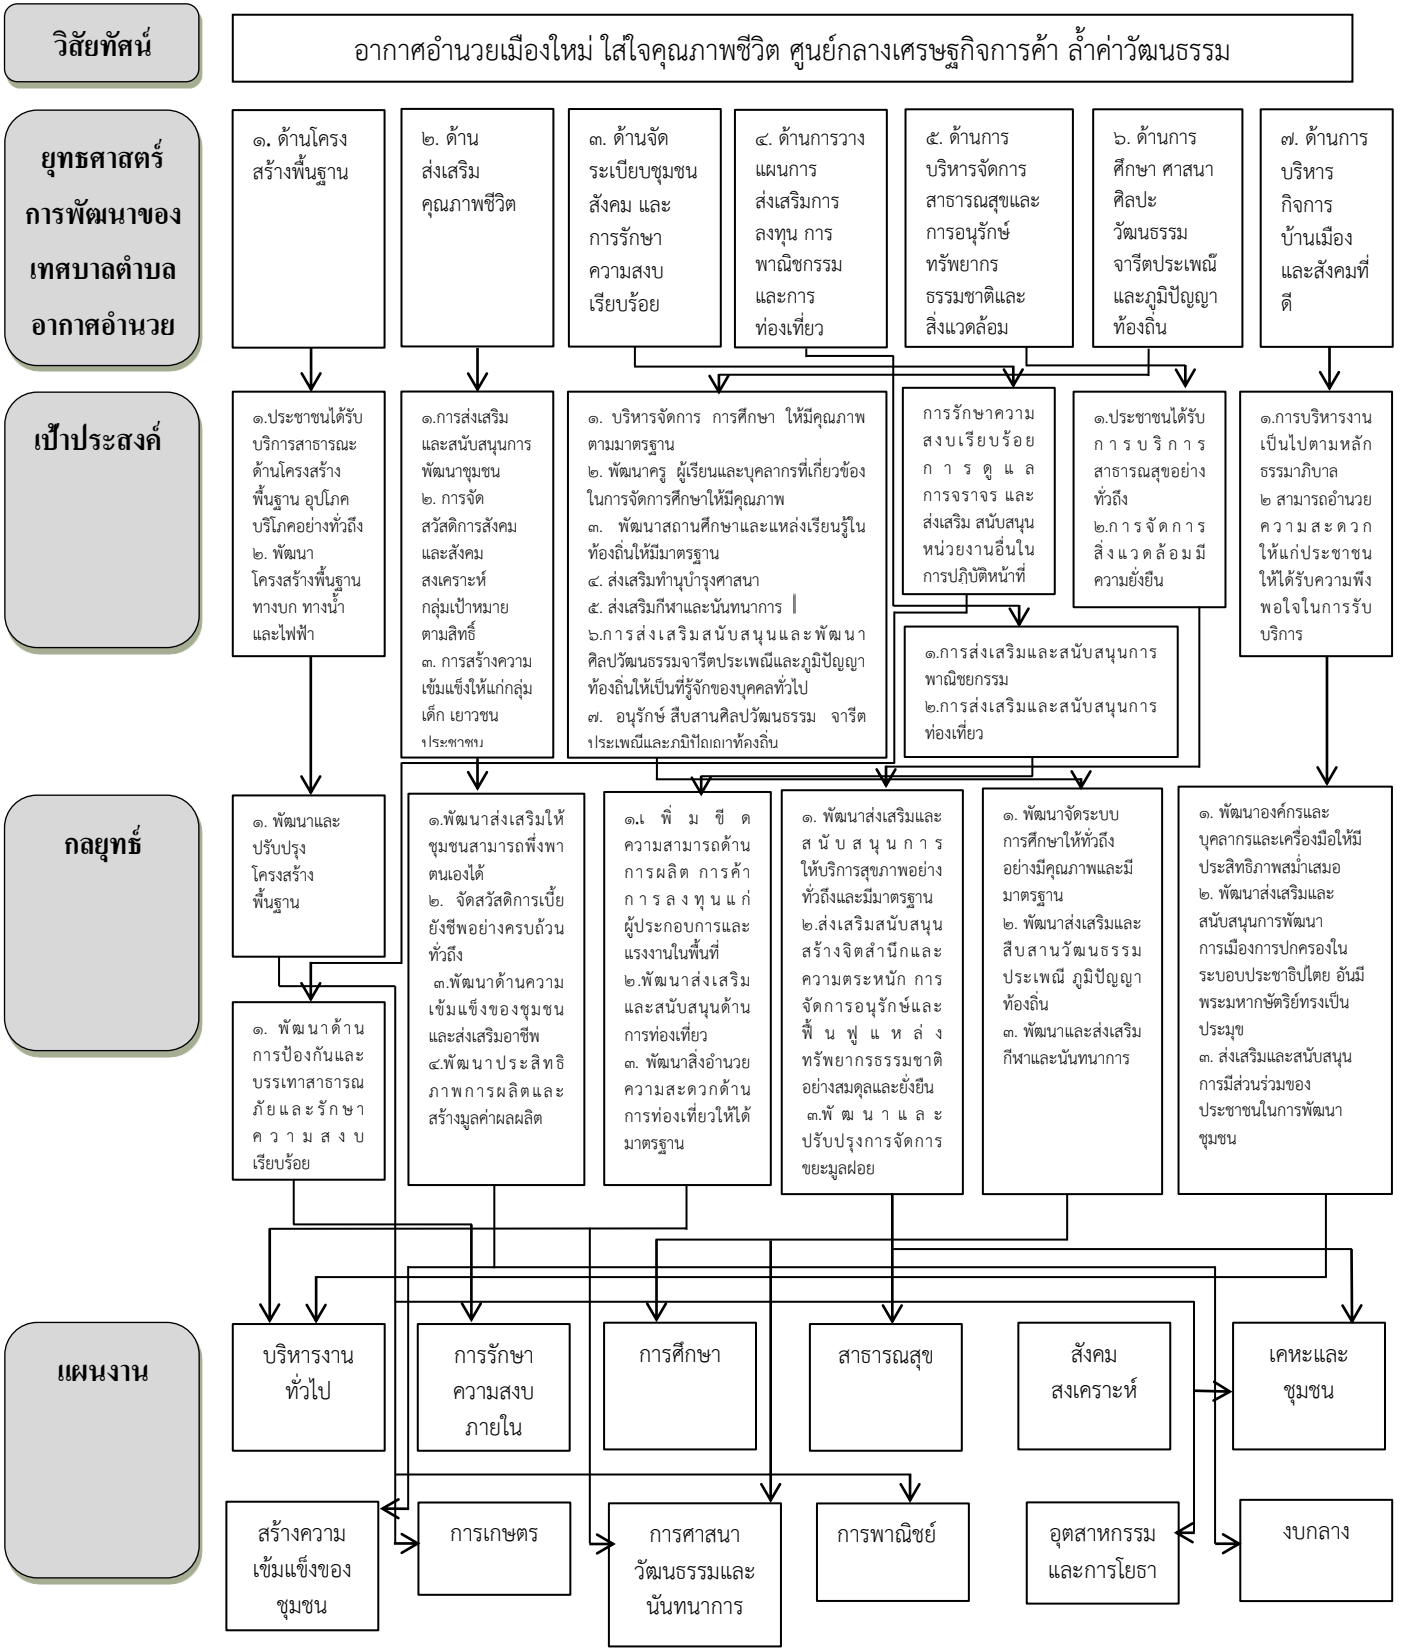 วิสัยทัศน์
อากาศอำนวยเมืองใหม่ ใส่ใจคุณภาพชีวิต ศูนย์กลางเศรษฐกิจการค้า ล้ำค่าวัฒนธรรม
ยุทธศาสตร์
การพัฒนาของ
เทศบาลตำบล
อากาศอำนวย
๑. ด้านโครง
สร้างพื้นฐาน
๒. ด้าน
ส่งเสริม
คุณภาพชีวิต
๓. ด้านจัด
ระเบียบชุมชน
สังคม และ
การรักษา
ความสงบ
เรียบร้อย
๔. ด้านการวาง
แผนการ
ส่งเสริมการ
ลงทุน การ
พาณิชกรรม
และการ
ท่องเที่ยว
๕. ด้านการ
บริหารจัดการ
สาธารณสุขและ
การอนุรักษ์
ทรัพยากร
ธรรมชาติและ
สิ่งแวดล้อม
๖. ด้านการ
ศึกษา ศาสนา
ศิลปะ
วัฒนธรรม
จารีตประเพณ๊
และภูมิปัญญา
ท้องถิ่น
๗. ด้านการ
บริหาร
กิจการ
บ้านเมือง
และสังคมที่
ดี
เป้าประสงค์
๑.ประชาชนได้รับ
บริการสาธารณะ
ด้านโครงสร้าง
พื้นฐาน อุปโภค
บริโภคอย่างทั่วถึง
๒. พัฒนา
โครงสร้างพื้นฐาน
ทางบก ทางน้ำ
และไฟฟ้า
๑.การส่งเสริม
และสนับสนุนการ
พัฒนาชุมชน
๒. การจัด
สวัสดิการสังคม
และสังคม
สงเคราะห์
กลุ่มเป้าหมาย
ตามสิทธิ์
๓. การสร้างความ
เข้มแข็งให้แก่กลุ่ม
เด็ก เยาวชน
ประชาชน
๑. บริหารจัดการ การศึกษา ให้มีคุณภาพ
ตามมาตรฐาน
๒. พัฒนาครู ผู้เรียนและบุคลากรที่เกี่ยวข้อง
ในการจัดการศึกษาให้มีคุณภาพ
๓. พัฒนาสถานศึกษาและแหล่งเรียนรู้ใน
ท้องถิ่นให้มีมาตรฐาน
๔. ส่งเสริมทำนุบำรุงศาสนา
๕. ส่งเสริมกีฬาและนันทนาการ
๖.การส่งเสริมสนับสนุนและพัฒนา
ศิลปวัฒนธรรมจารีตประเพณีและภูมิปัญญา
ท้องถิ่นให้เป็นที่รู้จักของบุคคลทั่วไป
๗. อนุรักษ์ สืบสานศิลปวัฒนธรรม จารีต
ประเพณีและภูมิปัญญาท้องถิ่น
การรักษาความ
สงบเรียบร้อย
การดูแล
การจราจร และ
ส่งเสริม สนับสนุน
หน่วยงานอื่นใน
การปฏิบัติหน้าที่
๑.การส่งเสริมและสนับสนุนการ
พาณิชยกรรม
๒.การส่งเสริมและสนับสนุนการ
ท่องเที่ยว
๑.ประชาชนได้รับ
การบริการ
สาธารณสุขอย่าง
ทั่วถึง
๒.การจัดการ
สิ่งแวดล้อมมี
ความยั่งยืน
๑.การบริหารงาน
เป็นไปตามหลัก
ธรรมาภิบาล
๒ สามารถอำนวย
ความสะดวก
ให้แก่ประชาชน
ให้ได้รับความพึง
พอใจในการรับ
บริการ
กลยุทธ์
๑. พัฒนาและ
ปรับปรุง
โครงสร้าง
พื้นฐาน
๑. พัฒนาด้าน
การป้องกันและ
บรรเทาสาธารณ
ภัยและรักษา
ความสงบ
เรียบร้อย
๑.พัฒนาส่งเสริมให้
ชุมชนสามารถพึ่งพา
ตนเองได้
๒. จัดสวัสดิการเบี้ย
ยังชีพอย่างครบถ้วน
ทั่วถึง
๓.พัฒนาด้านความ
เข้มแข็งของชุมชน
และส่งเสริมอาชีพ
๔.พัฒนาประสิทธิ
ภาพการผลิตและ
สร้างมูลค่าผลผลิต
๑.เพิ่มขีด
ความสามารถด้าน
การผลิต การค้า
การลงทุนแก่
ผู้ประกอบการและ
แรงงานในพื้นที่
๒.พัฒนาส่งเสริม
และสนับสนุนด้าน
การท่องเที่ยว
๓. พัฒนาสิ่งอำนวย
ความสะดวกด้าน
การท่องเที่ยวให้ได้
มาตรฐาน
๑. พัฒนาส่งเสริมและ
สนับสนุนการ
ให้บริการสุขภาพอย่าง
ทั่วถึงและมีมาตรฐาน
๒.ส่งเสริมสนับสนุน
สร้างจิตสำนึกและ
ความตระหนัก การ
จัดการอนุรักษ์และ
ฟื้นฟูแหล่ง
ทรัพยากรธรรมชาติ
อย่างสมดุลและยั่งยืน
๓.พัฒนาและ
ปรับปรุงการจัดการ
ขยะมูลฝอย
๑. พัฒนาจัดระบบ
การศึกษาให้ทั่วถึง
อย่างมีคุณภาพและมี
มาตรฐาน
๒. พัฒนาส่งเสริมและ
สืบสานวัฒนธรรม
ประเพณี ภูมิปัญญา
ท้องถิ่น
๓. พัฒนาและส่งเสริม
กีฬาและนันทนาการ
๑. พัฒนาองค์กรและ
บุคลากรและเครื่องมือให้มี
ประสิทธิภาพสม่ำเสมอ
๒. พัฒนาส่งเสริมและ
สนับสนุนการพัฒนา
การเมืองการปกครองใน
ระบอบประชาธิปไตย อันมี
พระมหากษัตริย์ทรงเป็น
ประมุข
๓. ส่งเสริมและสนับสนุน
การมีส่วนร่วมของ
ประชาชนในการพัฒนา
ชุมชน
แผนงาน
บริหารงาน
ทั่วไป
การรักษา
ความสงบ
ภายใน
การศึกษา
สาธารณสุข
สังคม
สงเคราะห์
เคหะและ
ชุมชน
สร้างความ
เข้มแข็งของ
ชุมชน
การเกษตร
การศาสนา
วัฒนธรรมและ
นันทนาการ
การพาณิชย์
อุตสาหกรรม
และการโยธา
งบกลาง